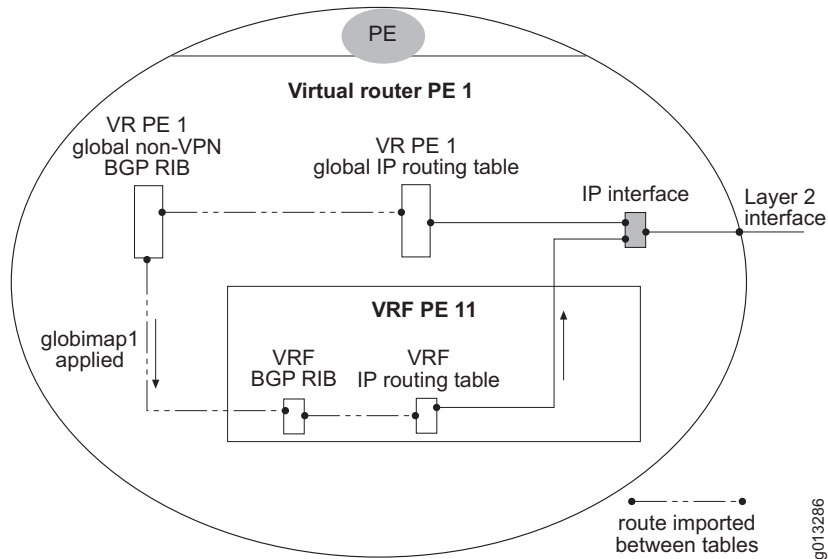 PE
Virtual router PE 1
VR PE 1
global non-VPN
BGP RIB
VR PE 1
global IP routing table
IP interface
Layer 2
interface
globimap1
applied
VRF PE 11
VRF
BGP RIB
VRF
IP routing table
route imported
between tables
g013286